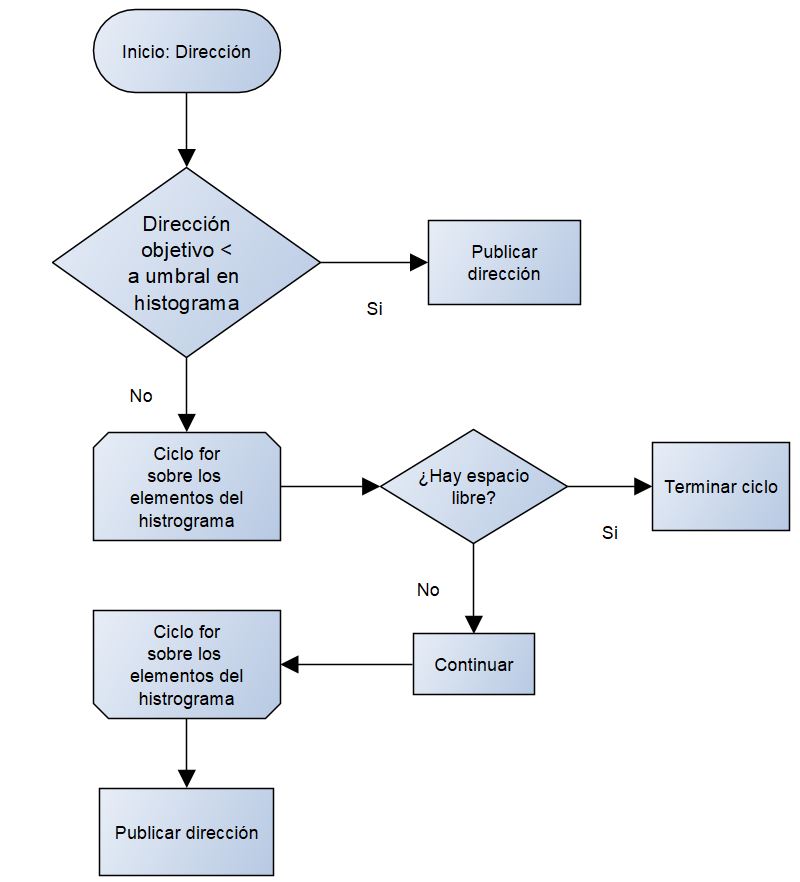 Inicio: Dirección
Dirección
objetivo <
a umbral en
histograma
Publicar
dirección
Si
No
Ciclo for
sobre los
elementos del
histrograma
¿Hay espacio
libre?
Terminar ciclo
Si
No
Continuar
Ciclo for
sobre los
elementos del
histrograma
Publicar dirección